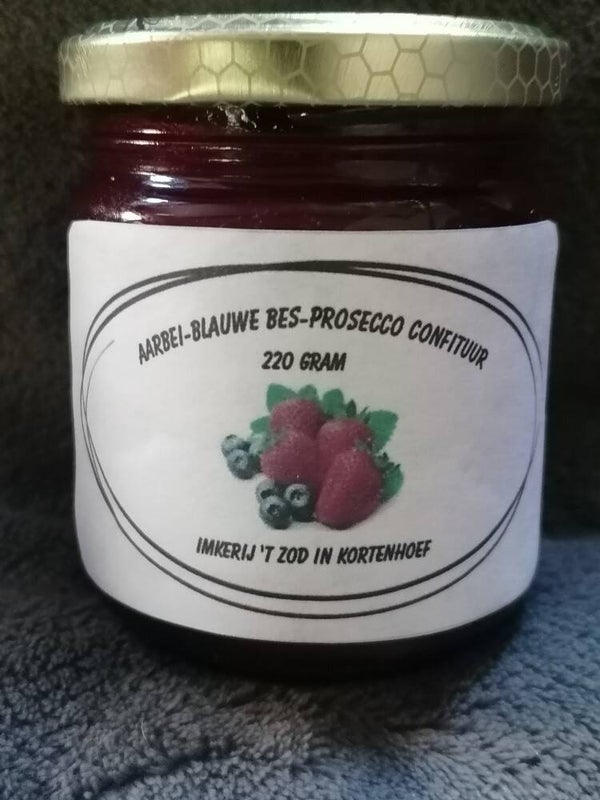 AARBEI-BLAUWE BES-PROSECCO CONFITUUR
220 GRAM
IMKERIJ 'T ZOD IN KORTENHOEF